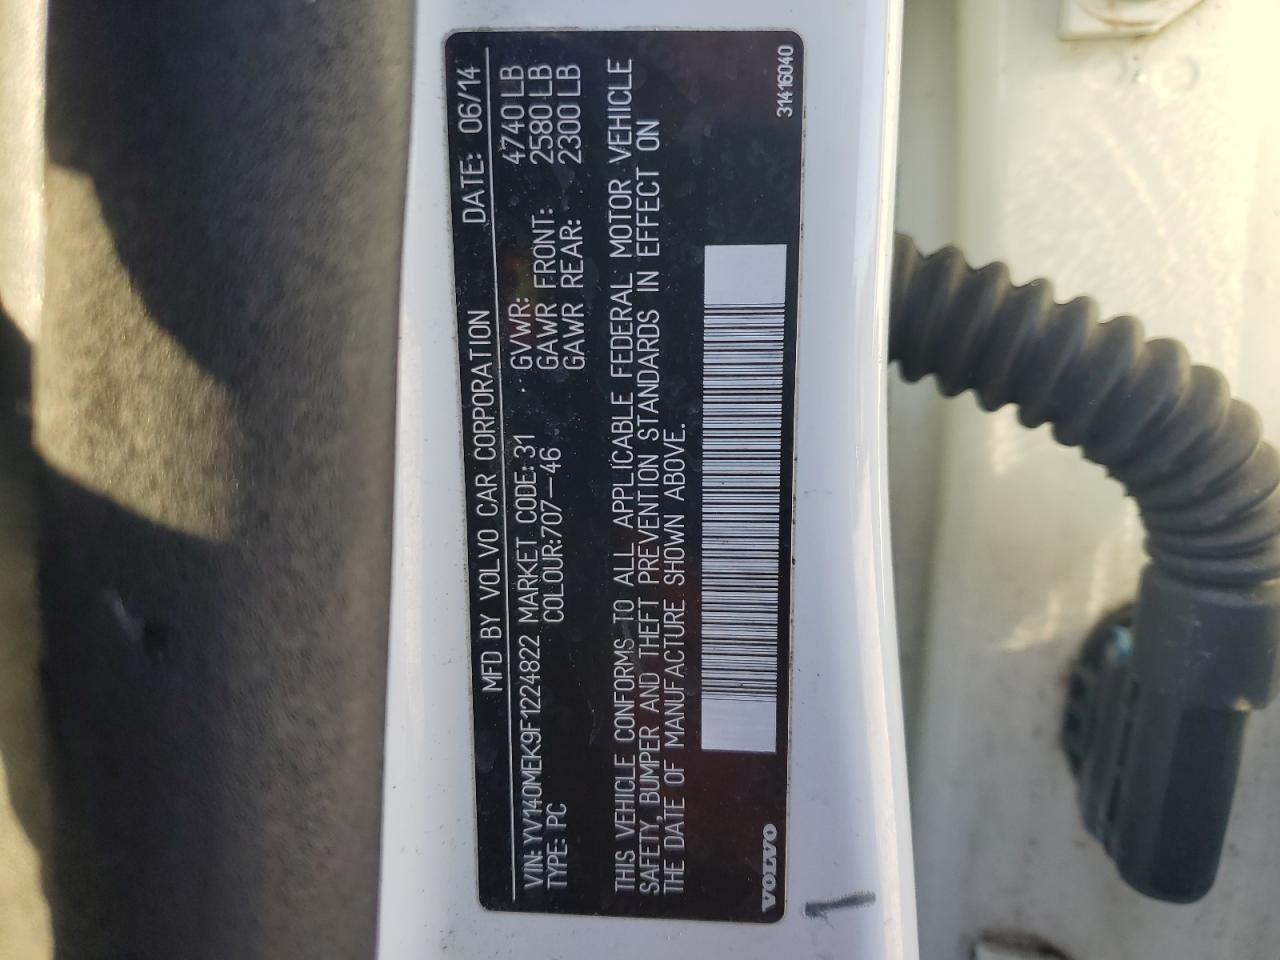 MFD BY VOLVO CAR CORPORATION DATE: 06/14
VIN: YV140MEK9F1224822 MARKET CODE: 31 GVWR: 4740 LB
TYPE: PC COLOUR:707-46 GAWR FRONT: 2580 LB
GAWR REAR: 2300 LB
THIS VEHICLE CONFORMS TO ALL APPLICABLE FEDERAL MOTOR VEHICLE
SAFETY, BUMPER AND THEFT PREVENTION STANDARDS IN EFFECT ON
THE DATE OF MANUFACTURE SHOWN ABOVE.
VOLVO 31416040